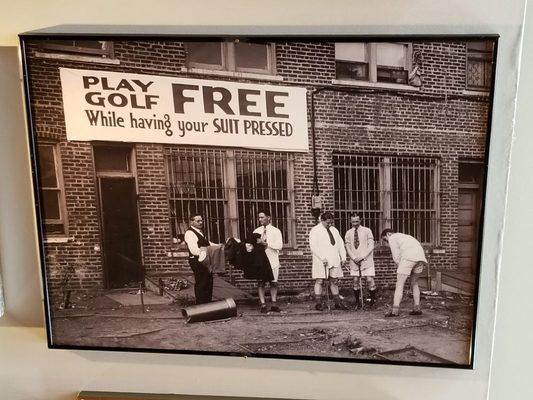 PLAY GOLF FREE
While having your SUIT PRESSED